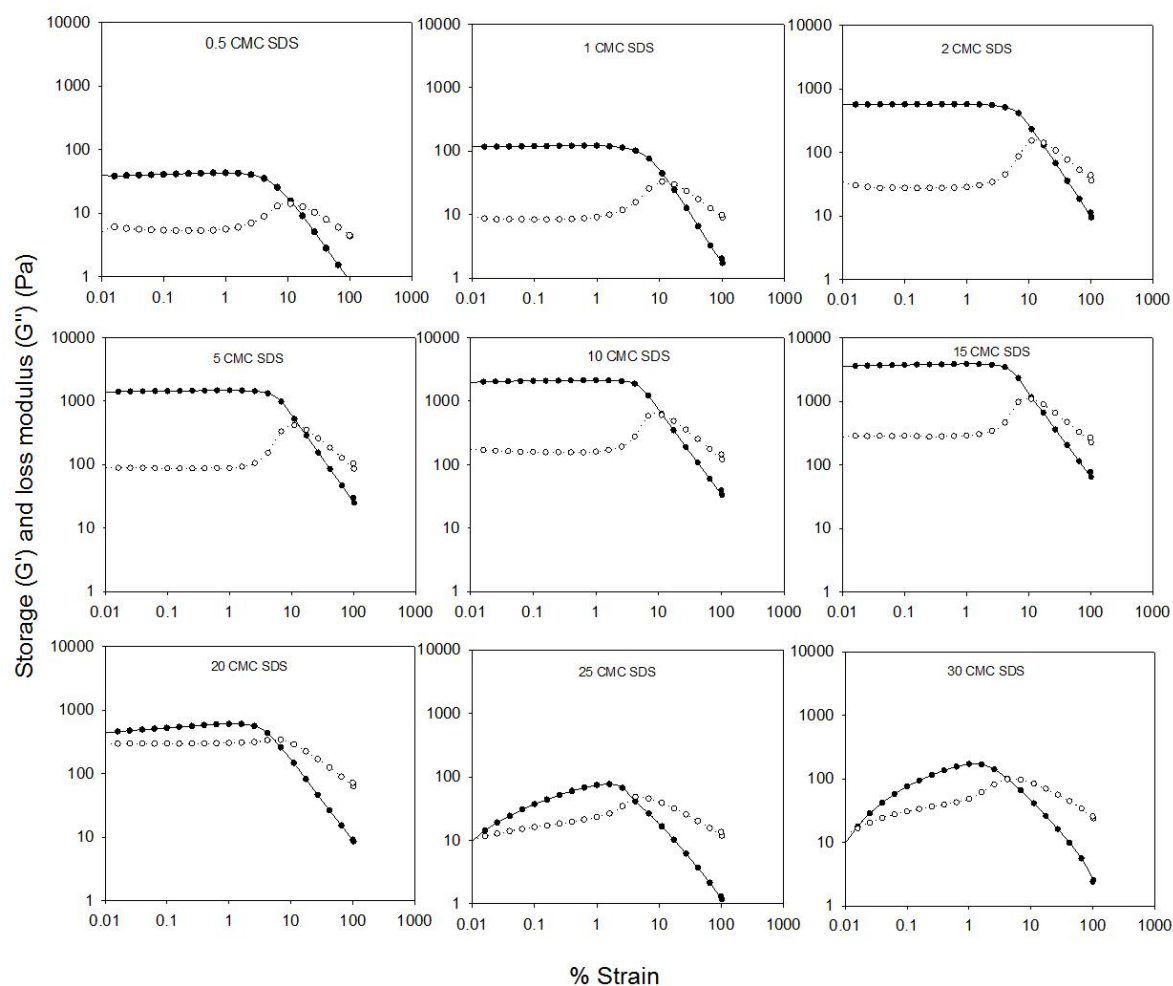 Storage (G') and loss modulus (G") (Pa)
0.5 CMC SDS
10000
1000
100
10
1
0.01 0.1 1 10 100 1000
1 CMC SDS
10000
1000
100
10
1
0.01 0.1 1 10 100 1000
2 CMC SDS
10000
1000
100
10
1
0.01 0.1 1 10 100 1000
5 CMC SDS
10000
1000
100
10
1
0.01 0.1 1 10 100 1000
10 CMC SDS
10000
1000
100
10
1
0.01 0.1 1 10 100 1000
15 CMC SDS
10000
1000
100
10
1
0.01 0.1 1 10 100 1000
20 CMC SDS
10000
1000
100
10
1
0.01 0.1 1 10 100 1000
25 CMC SDS
10000
1000
100
10
1
0.01 0.1 1 10 100 1000
30 CMC SDS
10000
1000
100
10
1
0.01 0.1 1 10 100 1000
% Strain